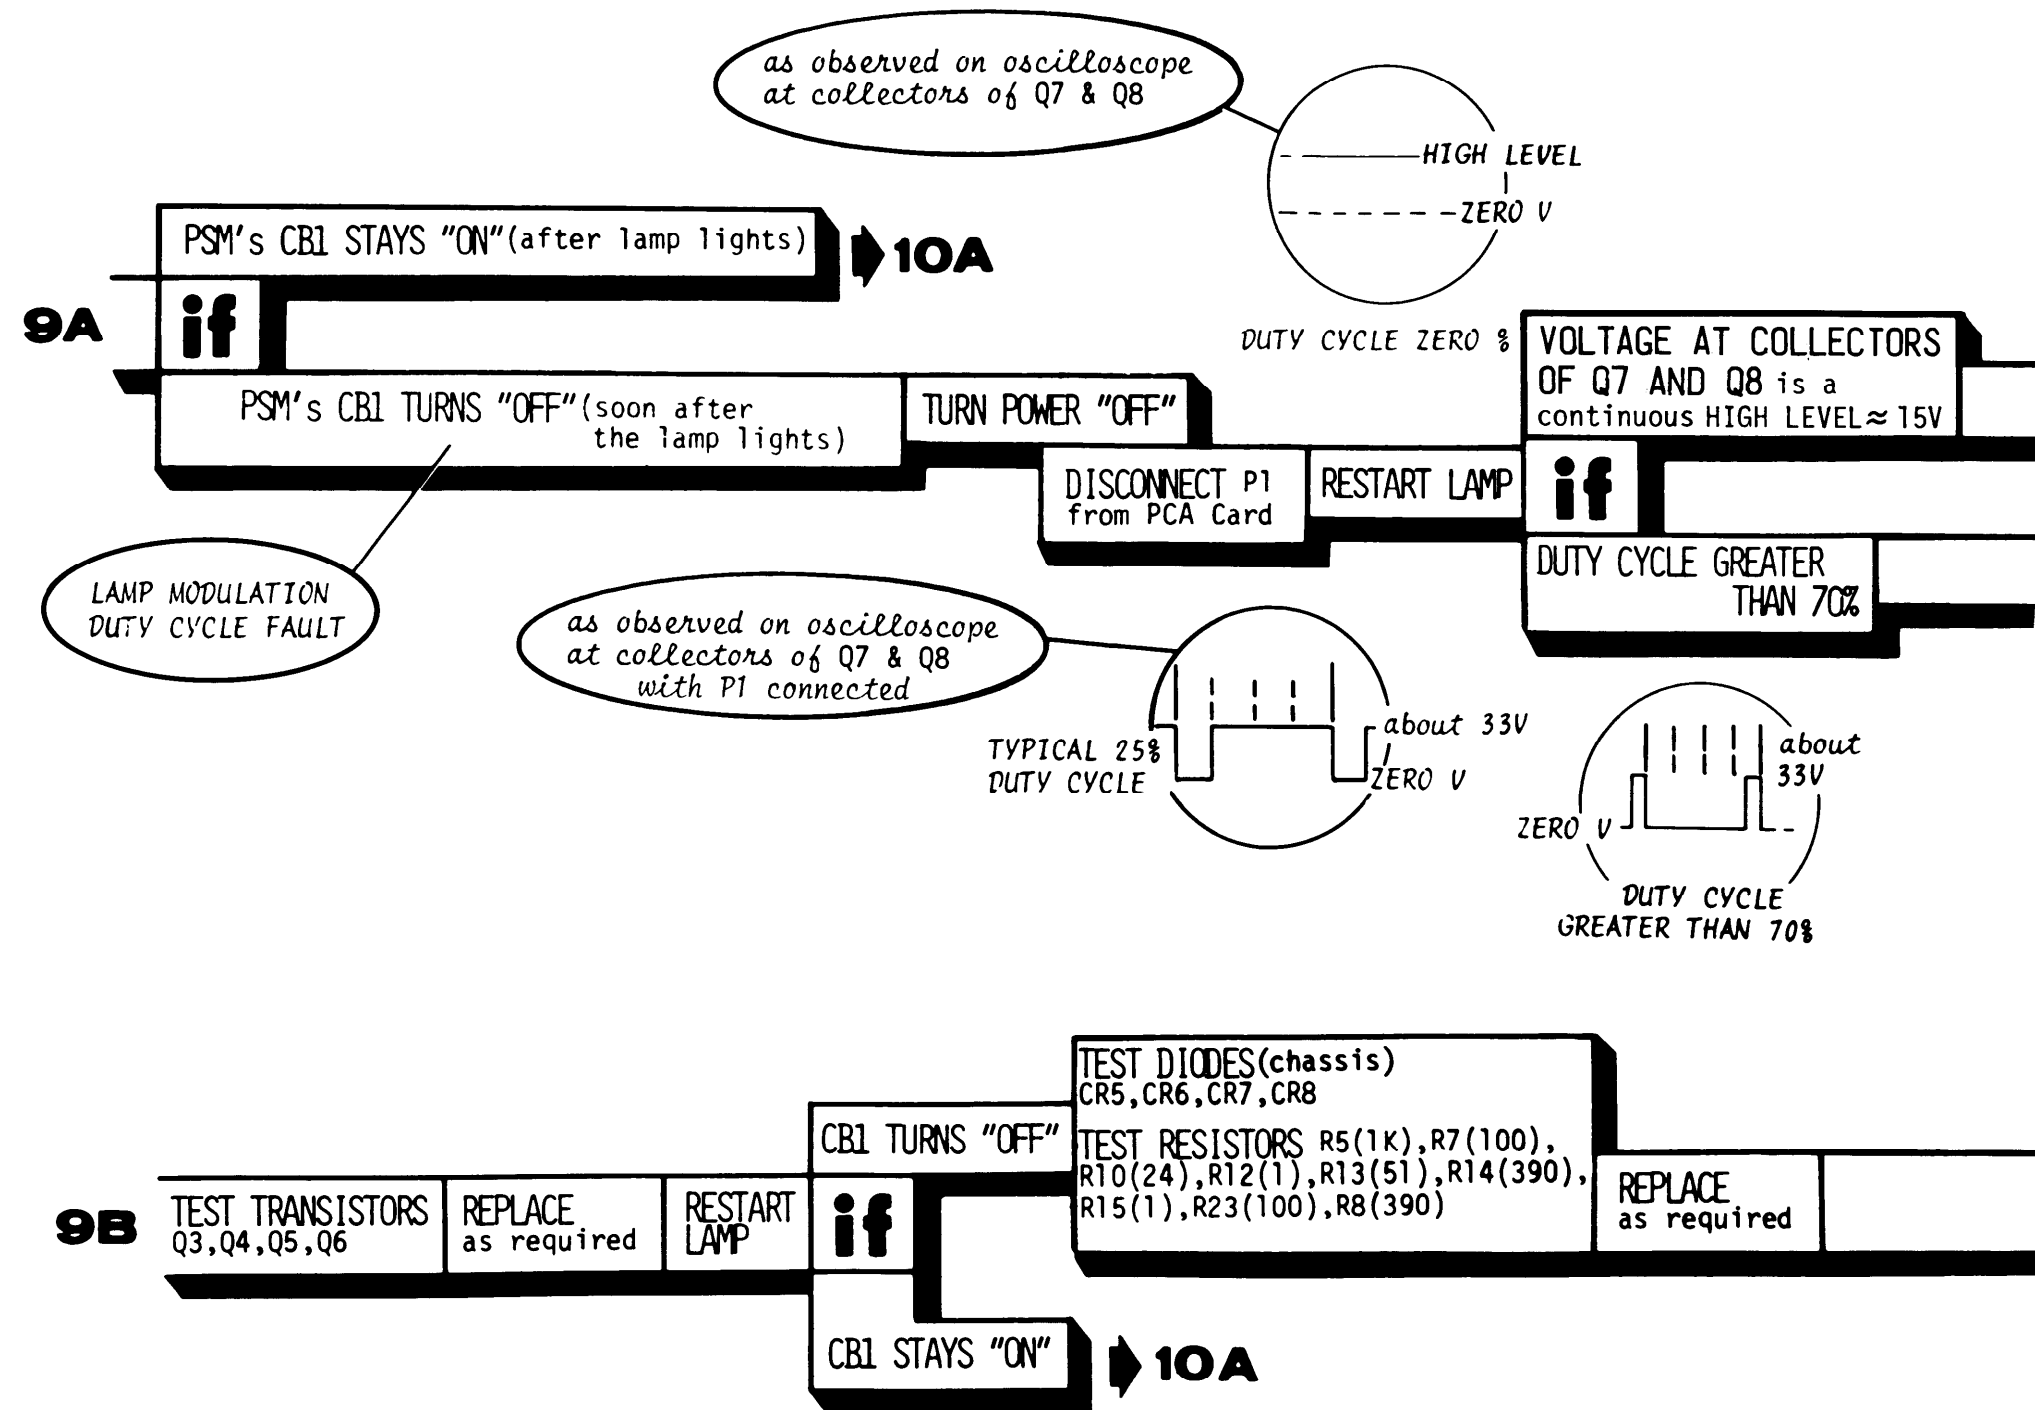 as observed on oscilloscope
at collectors of Q7 & Q8
HIGH LEVEL
ZERO V
DUTY CYCLE ZERO %
PSM's CB1 STAYS "ON" (after lamp lights)
10A
9A
if
PSM's CB1 TURNS "OFF" (soon after
the lamp lights)
TURN POWER "OFF"
DISCONNECT P1
from PCA Card
RESTART LAMP
VOLTAGE AT COLLECTORS
OF Q7 AND Q8 is a
continuous HIGH LEVEL ≈ 15V
if
DUTY CYCLE GREATER
THAN 70%
LAMP MODULATION
DUTY CYCLE FAULT
as observed on oscilloscope
at collectors of Q7 & Q8
with P1 connected
TYPICAL 25%
DUTY CYCLE
about 33V
ZERO V
about
33V
ZERO V
DUTY CYCLE
GREATER THAN 70%
9B
TEST TRANSISTORS
Q3,Q4,Q5,Q6
REPLACE
as required
RESTART
LAMP
CB1 TURNS "OFF"
if
CB1 STAYS "ON"
10A
TEST DIODES (chassis)
CR5,CR6,CR7,CR8
TEST RESISTORS R5(1K),R7(100),
R10(24),R12(1),R13(51),R14(390),
R15(1),R23(100),R8(390)
REPLACE
as required